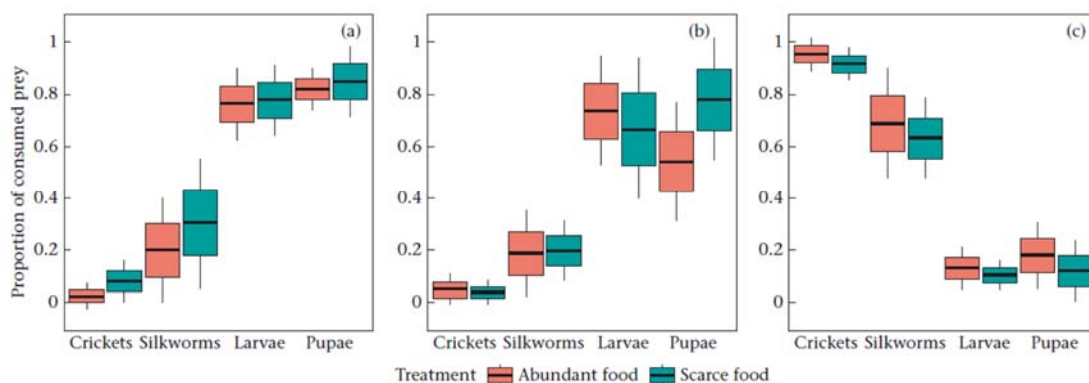 (a)
(b)
(c)
Proportion of consumed prey
1
0.8
0.6
0.4
0.2
0
1
0.8
0.6
0.4
0.2
0
1
0.8
0.6
0.4
0.2
0
Crickets Silkworms Larvae Pupae
Crickets Silkworms Larvae Pupae
Crickets Silkworms Larvae Pupae
Treatment Abundant food Scarce food